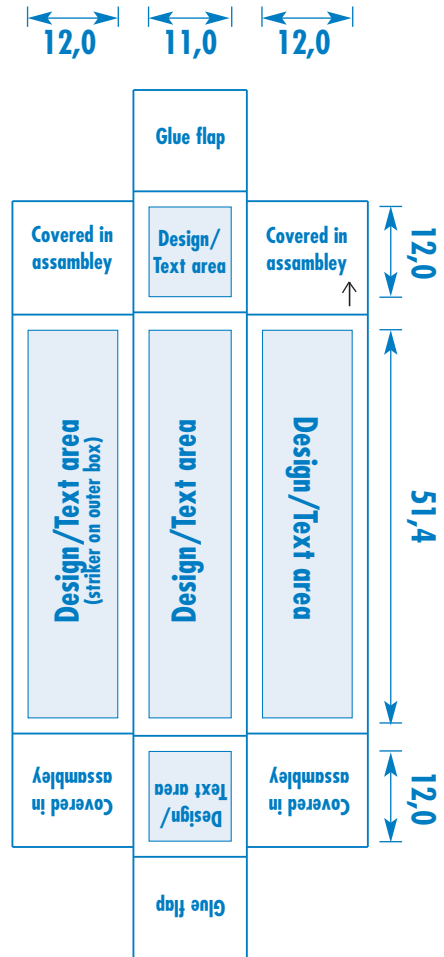 12,0
11,0
12,0
Glue flap
Covered in
assambley
Design/
Text area
Covered in
assambley
12,0
Design/Text area
(striker on outer box)
Design/Text area
Design/Text area
51,4
Covered in
assambley
Design/
Text area
Covered in
assambley
12,0
Glue flap